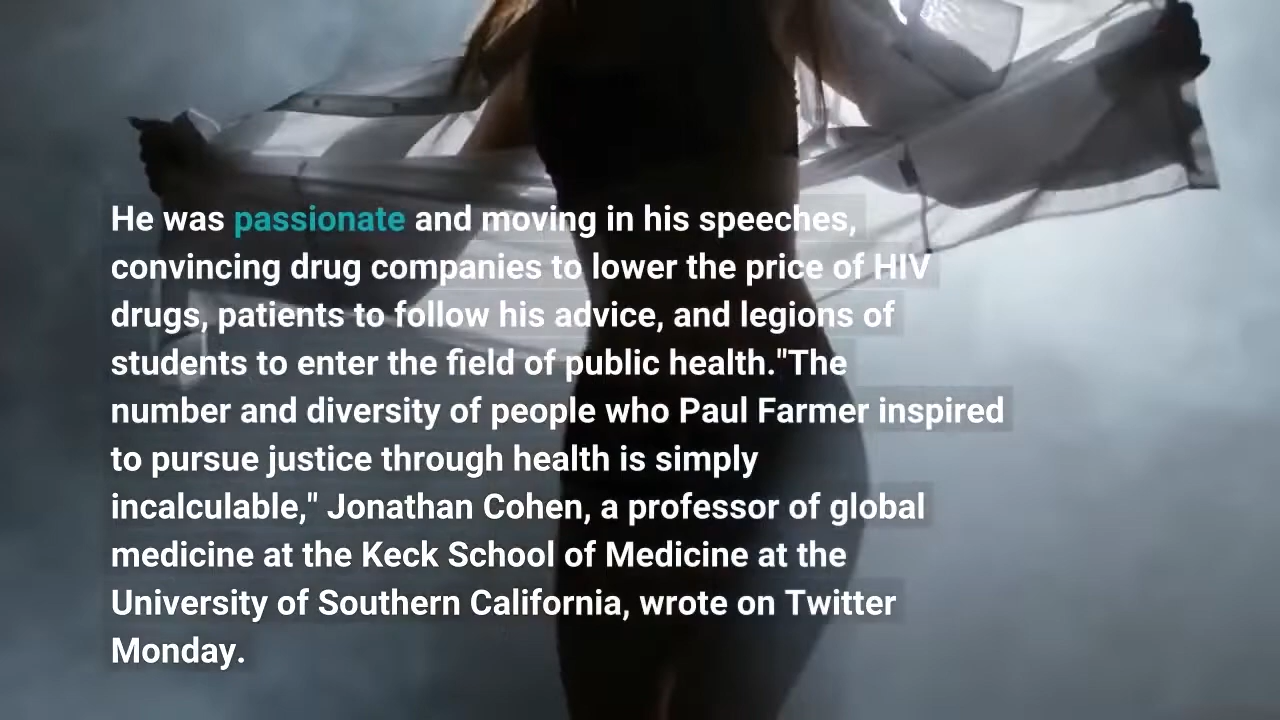 He was passionate and moving in his speeches,
convincing drug companies to lower the price of HIV
drugs, patients to follow his advice, and legions of
students to enter the field of public health."The
number and diversity of people who Paul Farmer inspired
to pursue justice through health is simply
incalculable," Jonathan Cohen, a professor of global
medicine at the Keck School of Medicine at the
University of Southern California, wrote on Twitter
Monday.